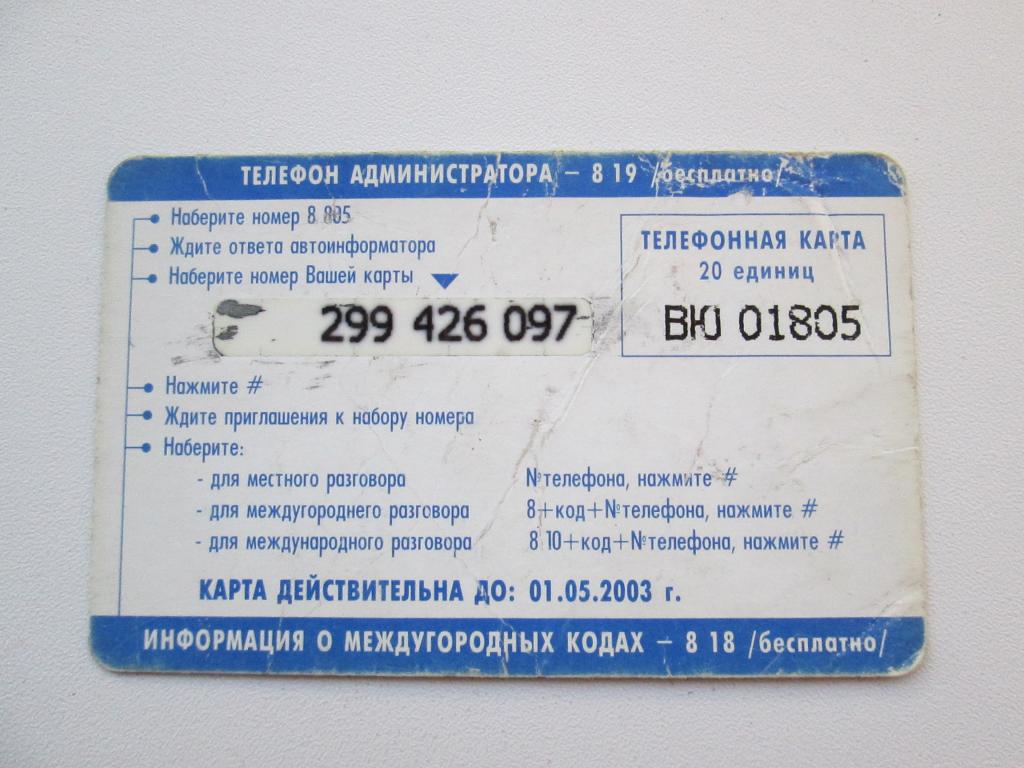 ТЕЛЕФОН АДМИНИСТРАТОРА – 8 19 /бесплатно/
Наберите номер 8 805
Ждите ответа автоинформатора
Наберите номер Вашей карты
299 426 097
ТЕЛЕФОННАЯ КАРТА
20 единиц
ВЮ 01805
Нажмите #
Ждите приглашения к набору номера
Наберите:
- для местного разговора №телефона, нажмите #
- для междугороднего разговора 8+код+№телефона, нажмите #
- для международного разговора 8 10+код+№телефона, нажмите #
КАРТА ДЕЙСТВИТЕЛЬНА ДО: 01.05.2003 г.
ИНФОРМАЦИЯ О МЕЖДУГОРОДНЫХ КОДАХ – 8 18 /бесплатно/